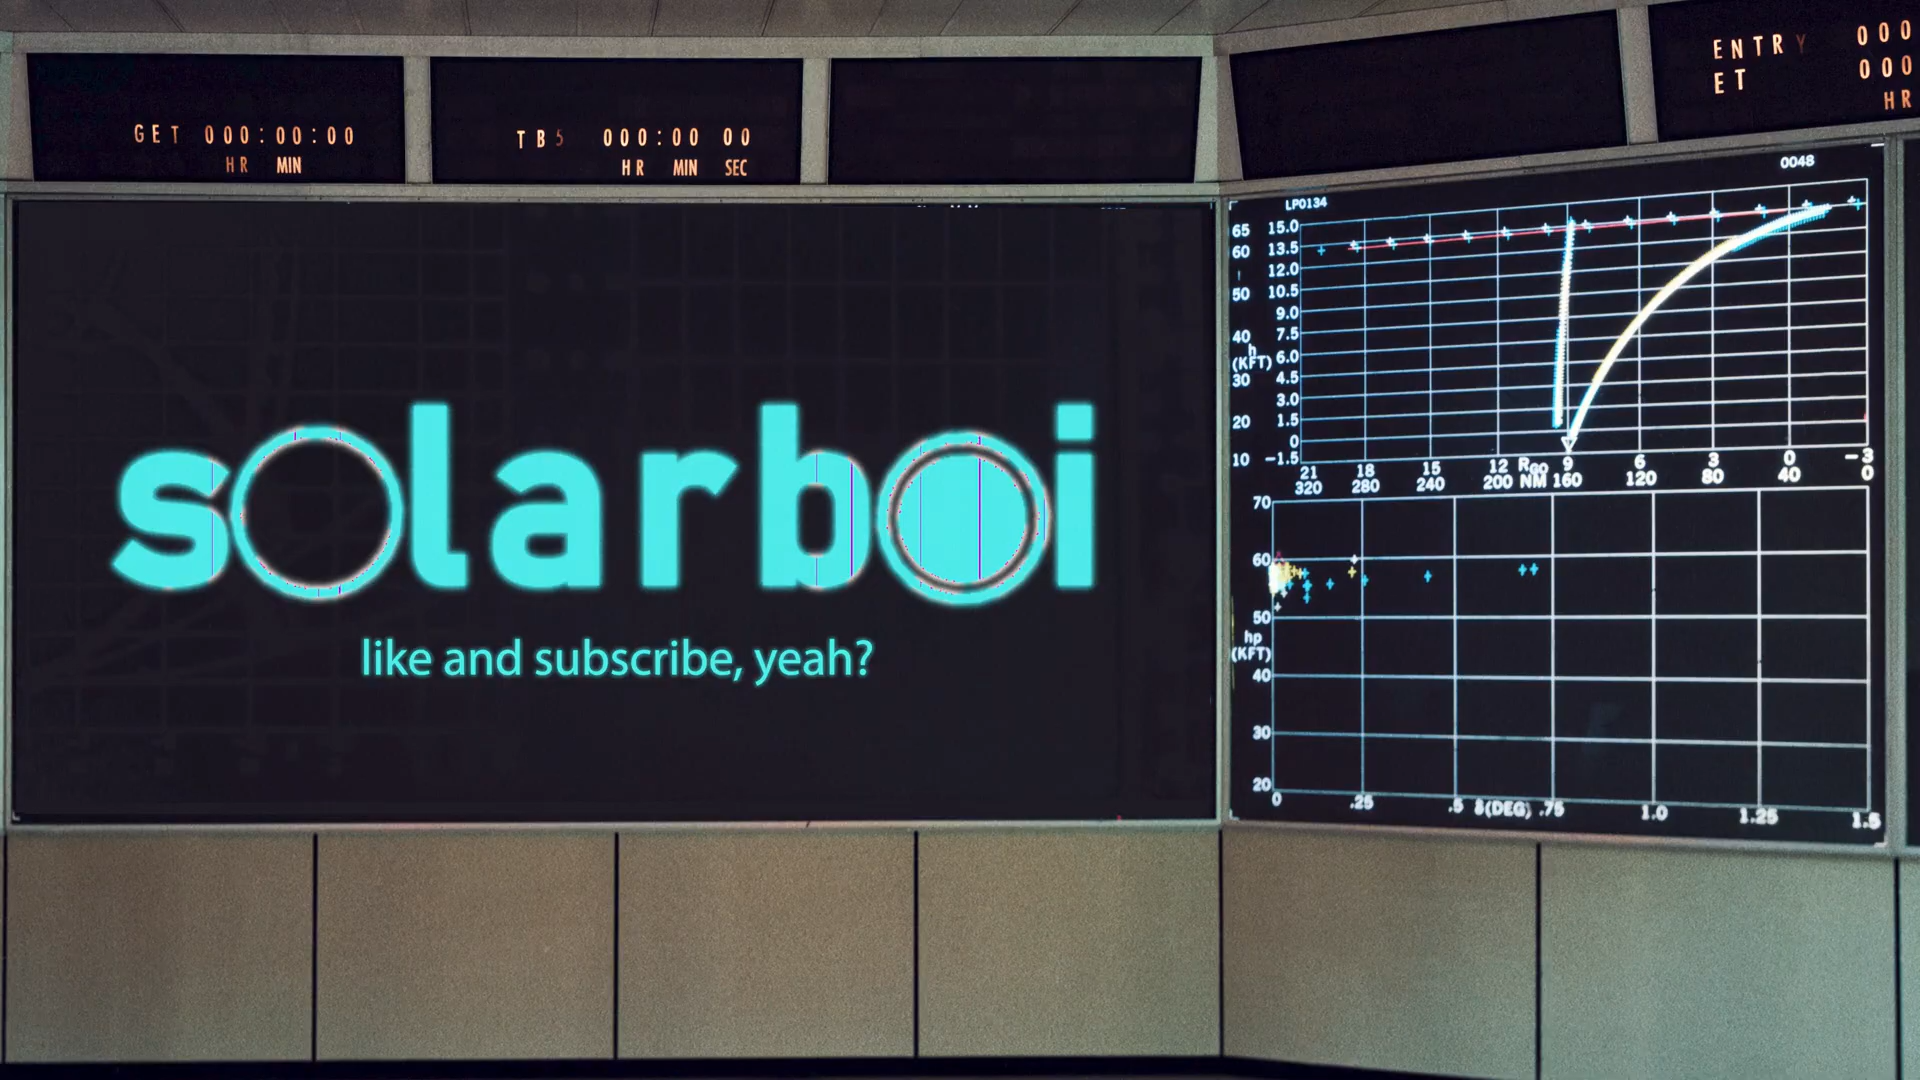 GET 000:00:00
HR MIN
TB5 000:00 00
HR MIN SEC
ENTRY 000
ET 000
HR
solarboi
like and subscribe, yeah?
0048
LP0134
65
60
50
40
30
20
10
h
(KFT)
15.0
13.5
12.0
10.5
9.0
7.5
6.0
4.5
3.0
1.5
0
-1.5
21 18 15 12 RGO 9 6 3 0 -3
320 280 240 200 NM 160 120 80 40 0
70
60
50
hp
(KFT)
40
30
20
0 .25 .5 δ(DEG) .75 1.0 1.25 1.5